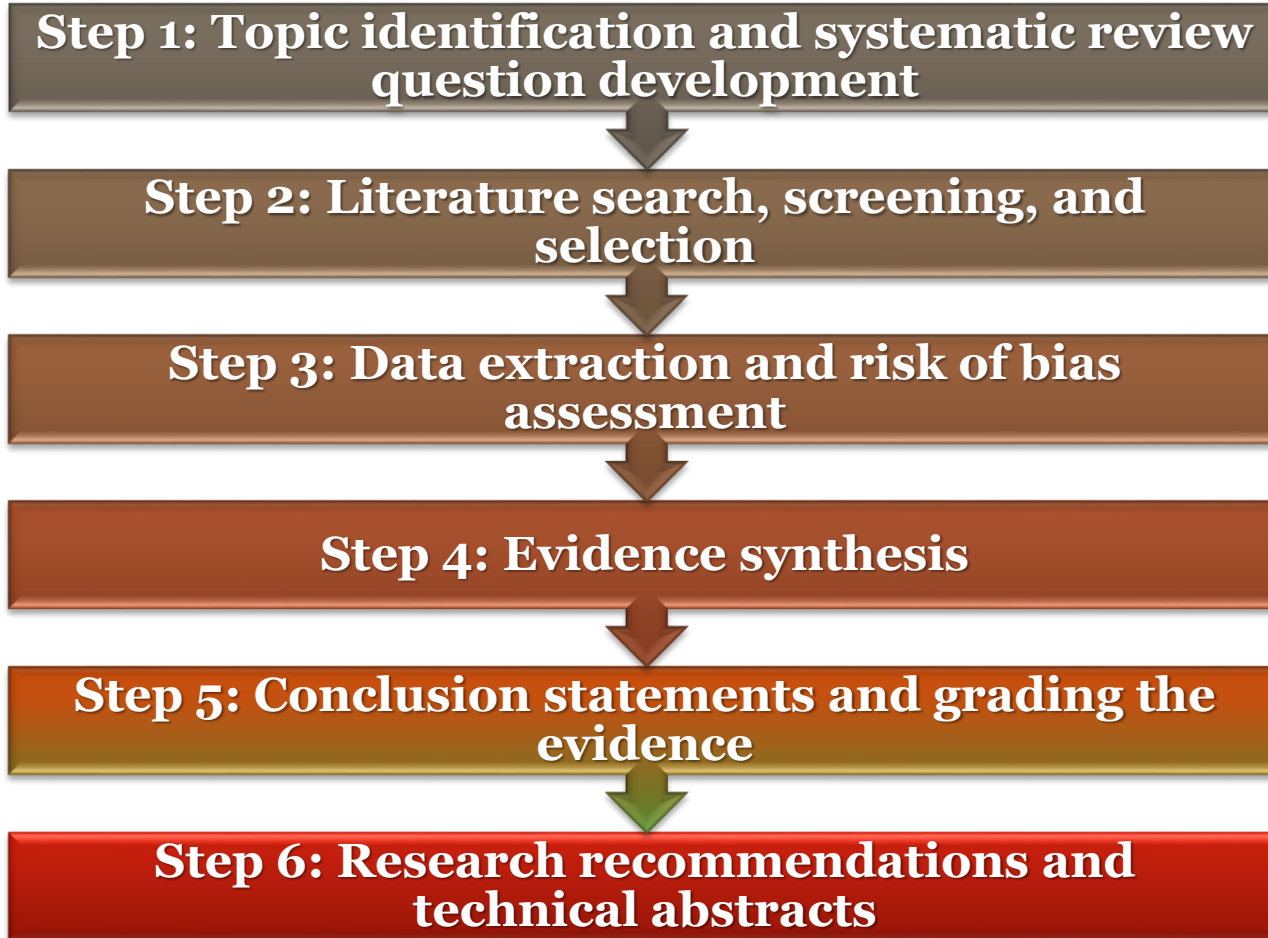 Step 1: Topic identification and systematic review
question development
Step 2: Literature search, screening, and
selection
Step 3: Data extraction and risk of bias
assessment
Step 4: Evidence synthesis
Step 5: Conclusion statements and grading the
evidence
Step 6: Research recommendations and
technical abstracts